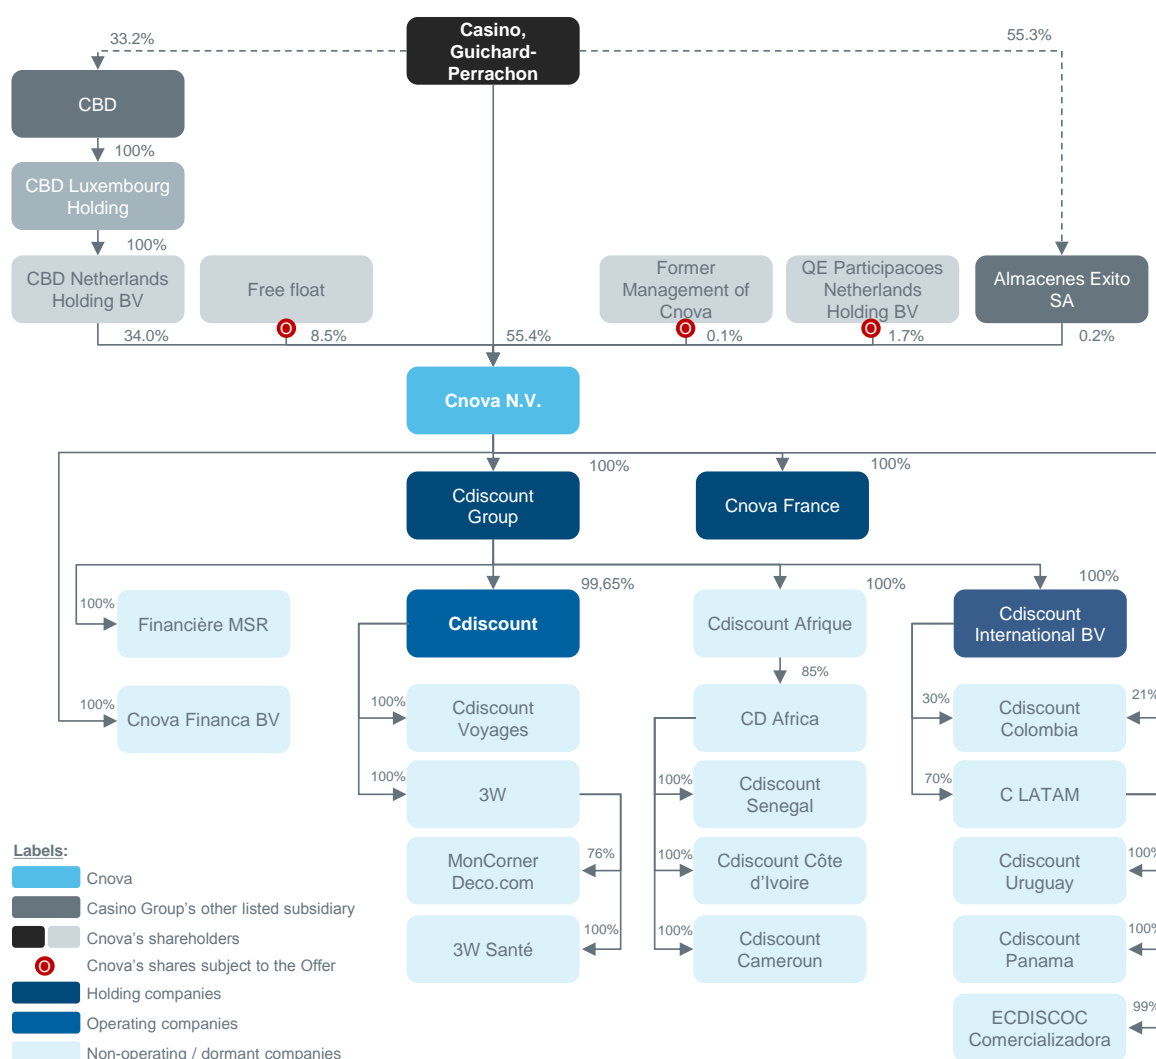 33.2%
Casino,
Guichard-
Perrachon
55.3%
CBD
100%
CBD Luxembourg
Holding
100%
CBD Netherlands
Holding BV
Free float
Former
Management of
Cnova
QE Participacoes
Netherlands
Holding BV
Almacenes Exito
SA
O
O
O
34.0%
8.5%
55.4%
0.1%
1.7%
0.2%
Cnova N.V.
100%
100%
Cdiscount
Group
Cnova France
99,65%
100%
100%
100%
Financière MSR
Cdiscount
Cdiscount Afrique
Cdiscount
International BV
85%
100%
Cnova Financa BV
100%
Cdiscount
Voyages
CD Africa
30%
Cdiscount
Colombia
21%
100%
3W
100%
Cdiscount
Senegal
70%
C LATAM
MonCorner
Deco.com
76%
100%
Cdiscount Côte
d'Ivoire
Cdiscount
Uruguay
100%
3W Santé
100%
100%
Cdiscount
Cameroun
Cdiscount
Panama
100%
ECDISCOC
Comercializadora
99%
Labels:
Cnova
Casino Group's other listed subsidiary
Cnova's shareholders
O
Cnova's shares subject to the Offer
Holding companies
Operating companies
Non-operating / dormant companies